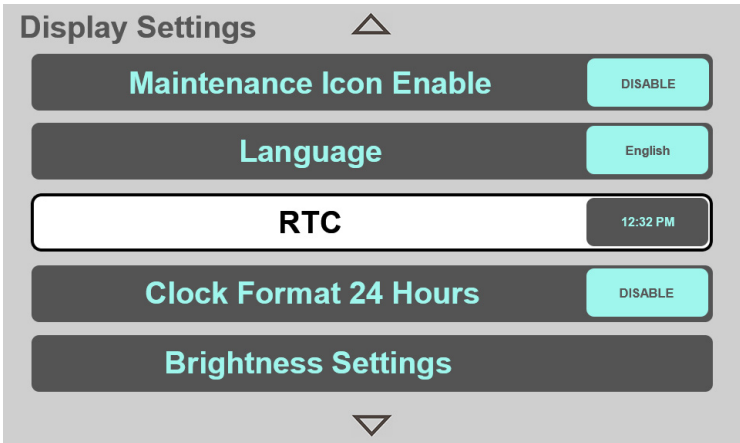 Display Settings
Maintenance Icon Enable DISABLE
Language English
RTC 12:32 PM
Clock Format 24 Hours DISABLE
Brightness Settings